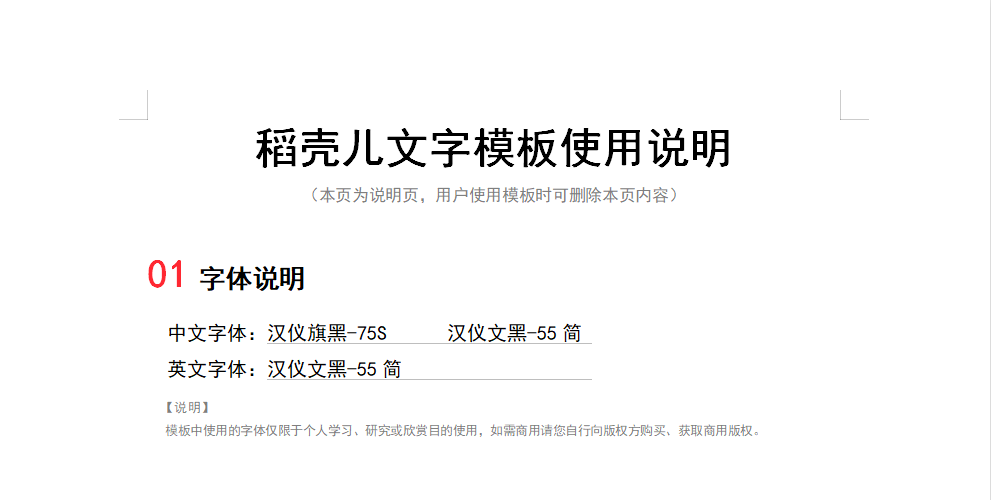 稻壳儿文字模板使用说明
（本页为说明页，用户使用模板时可删除本页内容）
01 字体说明
中文字体：汉仪旗黑-75S 汉仪文黑-55 简
英文字体：汉仪文黑-55 简
【说明】
模板中使用的字体仅限于个人学习、研究或欣赏目的使用，如需商用请您自行向版权方购买、获取商用版权。